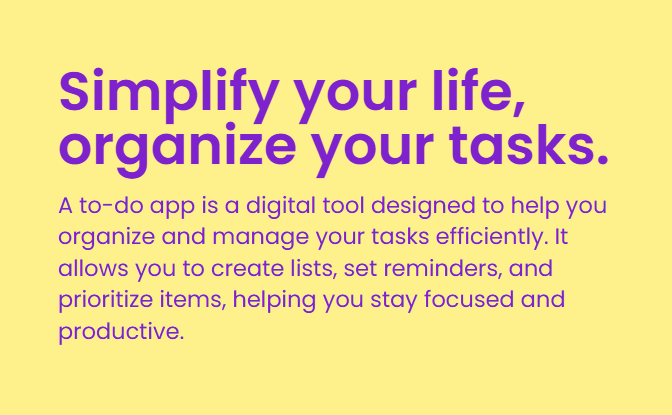 Simplify your life,
organize your tasks.
A to-do app is a digital tool designed to help you
organize and manage your tasks efficiently. It
allows you to create lists, set reminders, and
prioritize items, helping you stay focused and
productive.